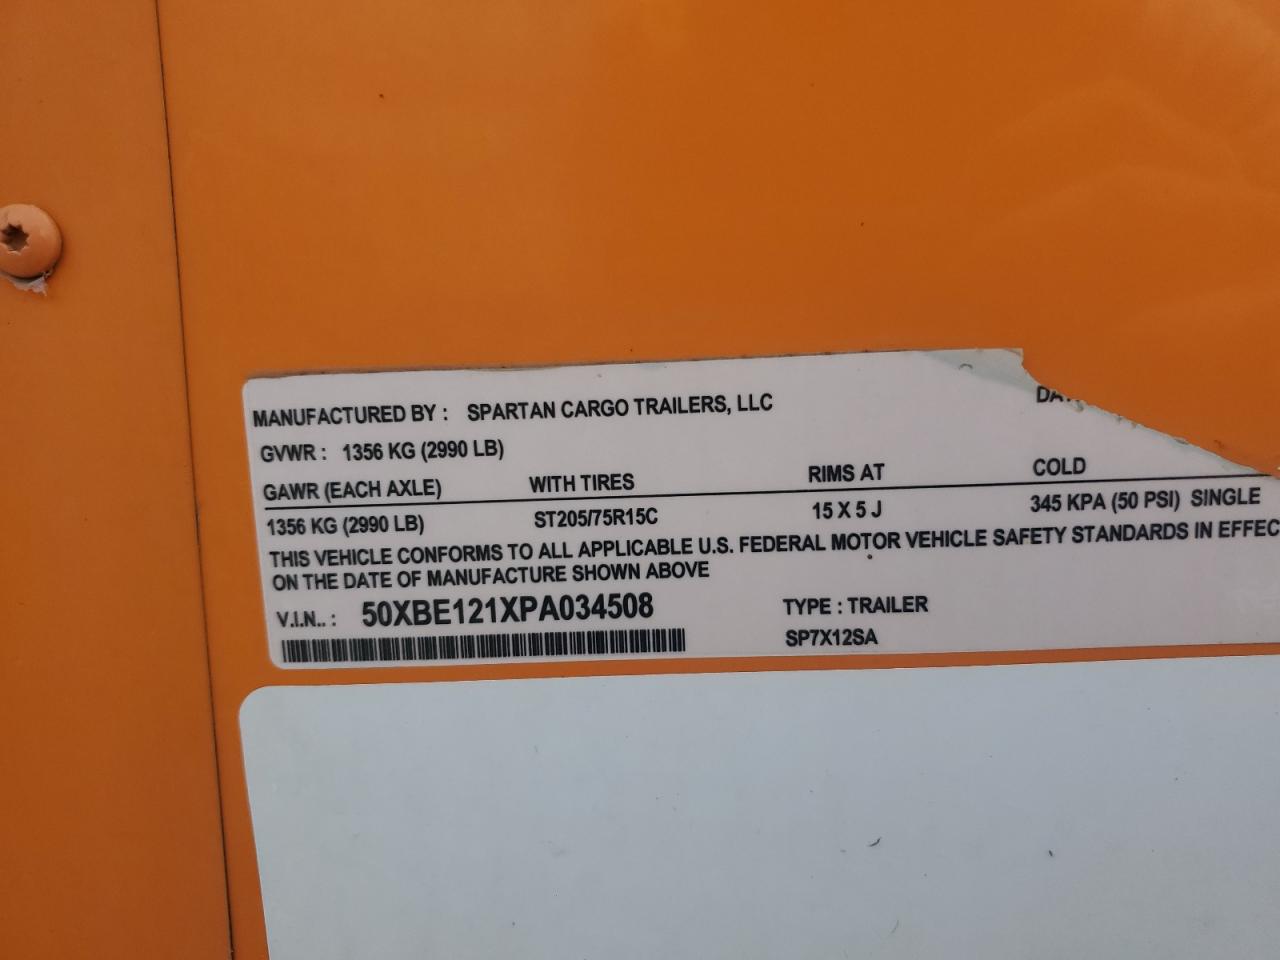 MANUFACTURED BY : SPARTAN CARGO TRAILERS, LLC
GVWR : 1356 KG (2990 LB)
GAWR (EACH AXLE) WITH TIRES RIMS AT COLD
1356 KG (2990 LB) ST205/75R15C 15 X 5 J 345 KPA (50 PSI) SINGLE
THIS VEHICLE CONFORMS TO ALL APPLICABLE U.S. FEDERAL MOTOR VEHICLE SAFETY STANDARDS IN EFFEC
ON THE DATE OF MANUFACTURE SHOWN ABOVE
V.I.N.. : 50XBE121XPA034508 TYPE : TRAILER
SP7X12SA